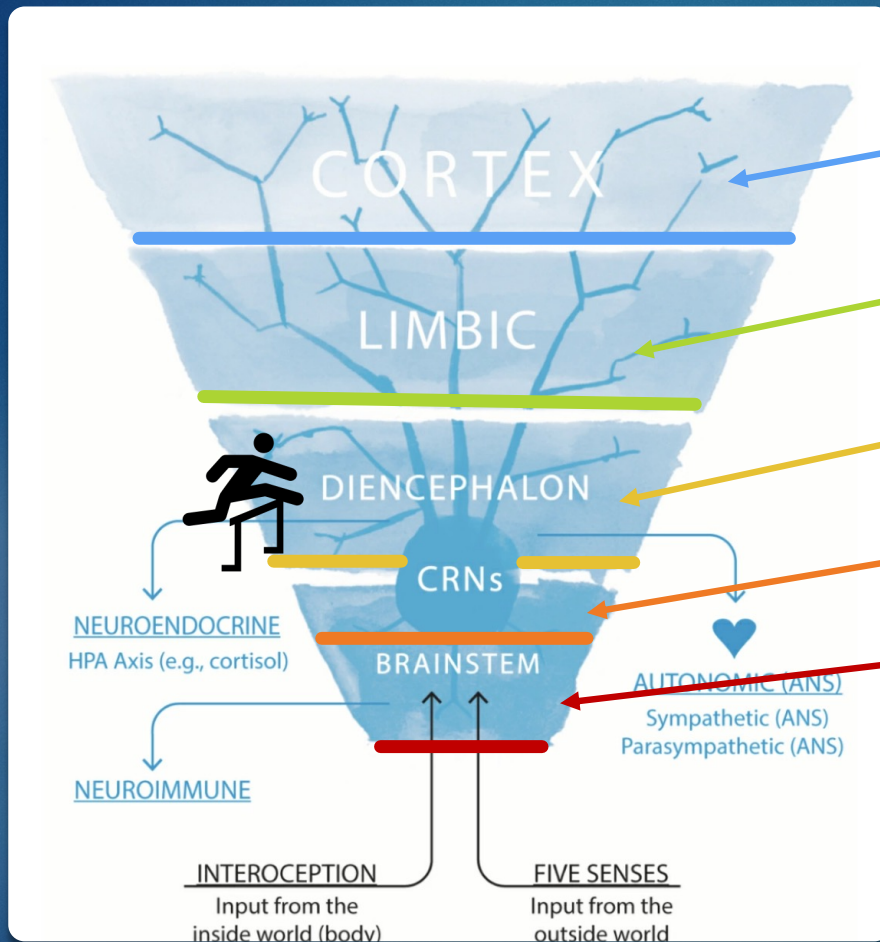 CORTEX
LIMBIC
DIENCEPHALON
CRNs
NEUROENDOCRINE
HPA Axis (e.g., cortisol)
BRAINSTEM
AUTONOMIC (ANS)
Sympathetic (ANS)
Parasympathetic (ANS)
NEUROIMMUNE
INTEROCEPTION
Input from the
inside world (body)
FIVE SENSES
Input from the
outside world